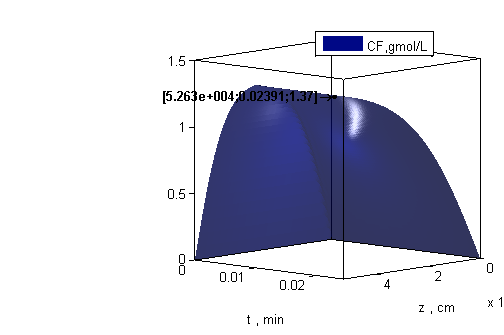 CF,gmol/L
1.5
[5.263e+004;0.02391;1.37]
1
0.5
0
0
0.01
0.02
t , min
4
2
0
z , cm
x 1